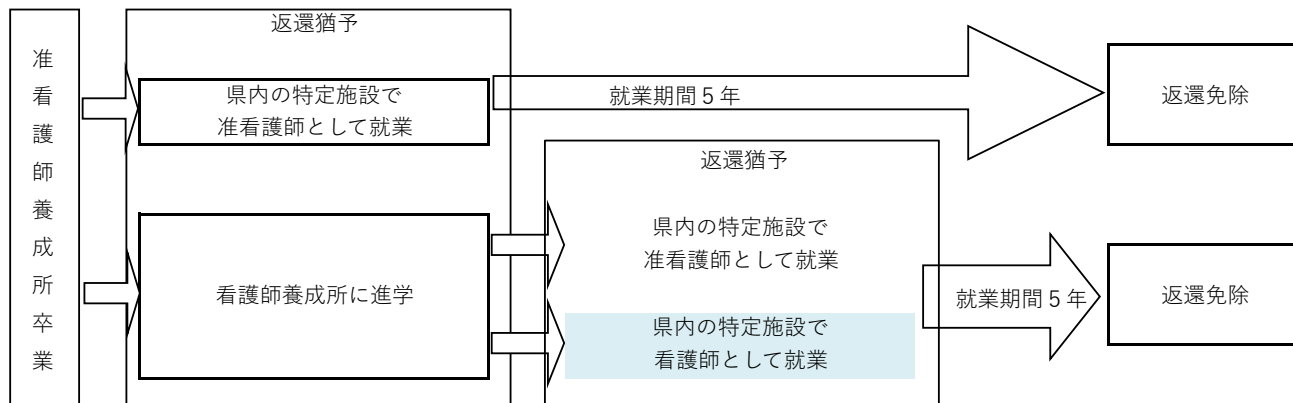 准看護師養成所卒業
返還猶予
県内の特定施設で
准看護師として就業
就業期間５年
返還免除
看護師養成所に進学
返還猶予
県内の特定施設で
准看護師として就業
県内の特定施設で
看護師として就業
就業期間５年
返還免除